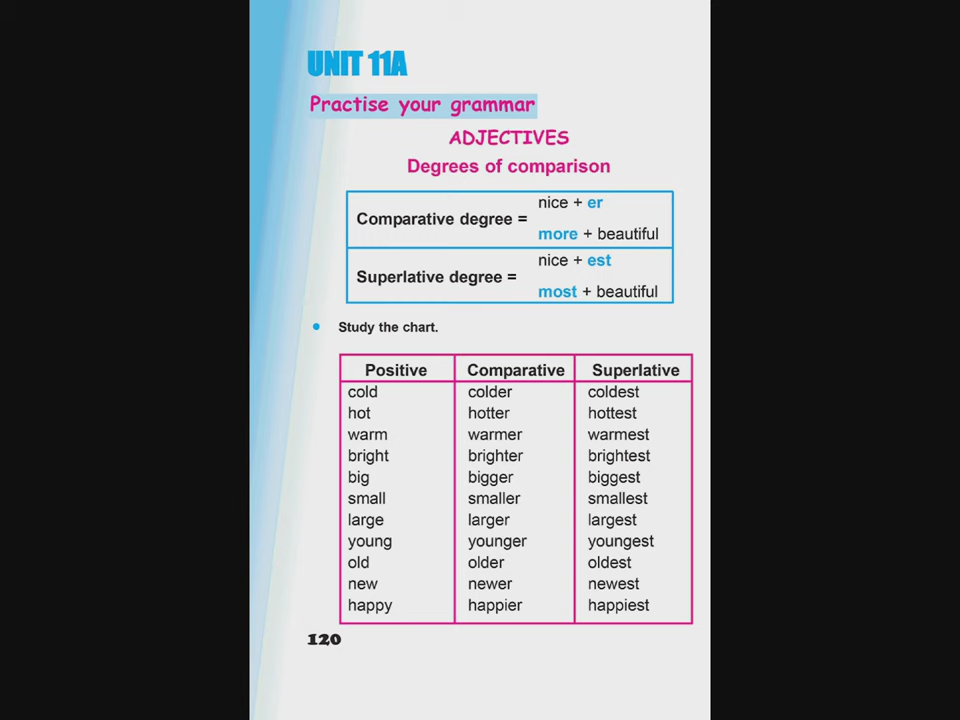 UNIT 11A
Practise your grammar
ADJECTIVES
Degrees of comparison
Comparative degree =
nice + er
more + beautiful
Superlative degree =
nice + est
most + beautiful
• Study the chart.
Positive Comparative Superlative
cold colder coldest
hot hotter hottest
warm warmer warmest
bright brighter brightest
big bigger biggest
small smaller smallest
large larger largest
young younger youngest
old older oldest
new newer newest
happy happier happiest
120